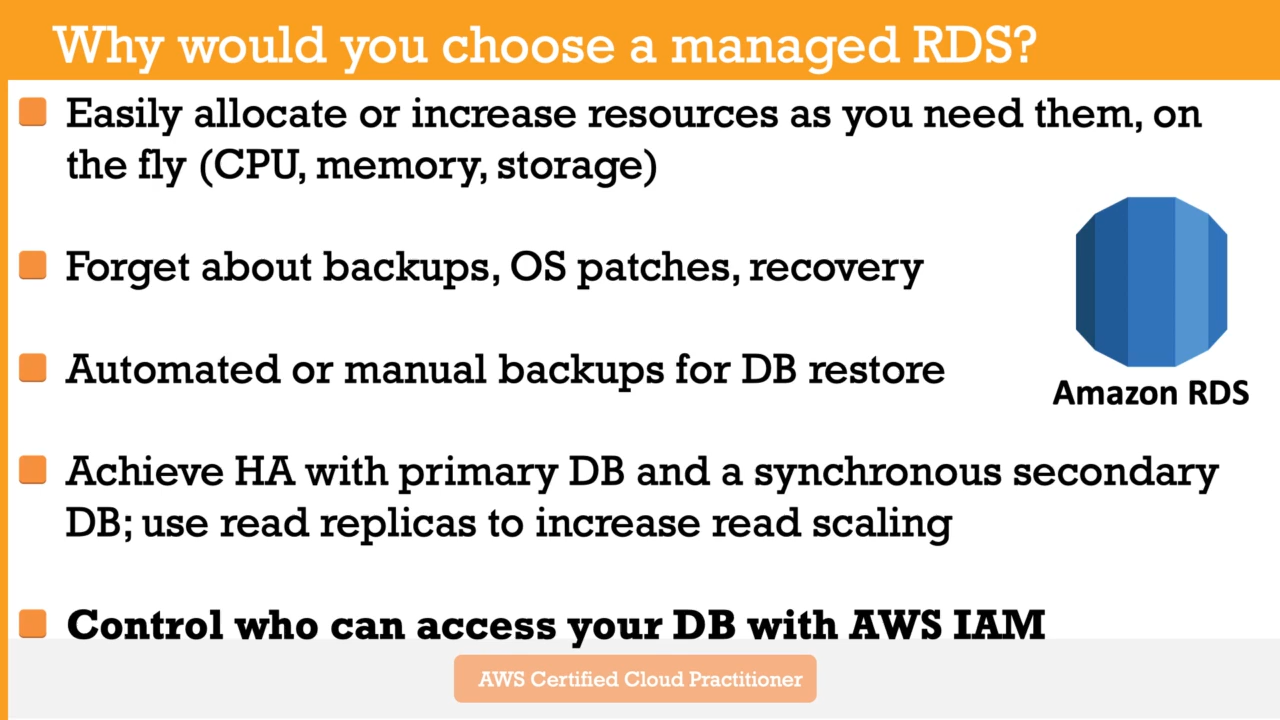 Why would you choose a managed RDS?
Easily allocate or increase resources as you need them, on
the fly (CPU, memory, storage)
Forget about backups, OS patches, recovery
Automated or manual backups for DB restore
Amazon RDS
Achieve HA with primary DB and a synchronous secondary
DB; use read replicas to increase read scaling
Control who can access your DB with AWS IAM
AWS Certified Cloud Practitioner